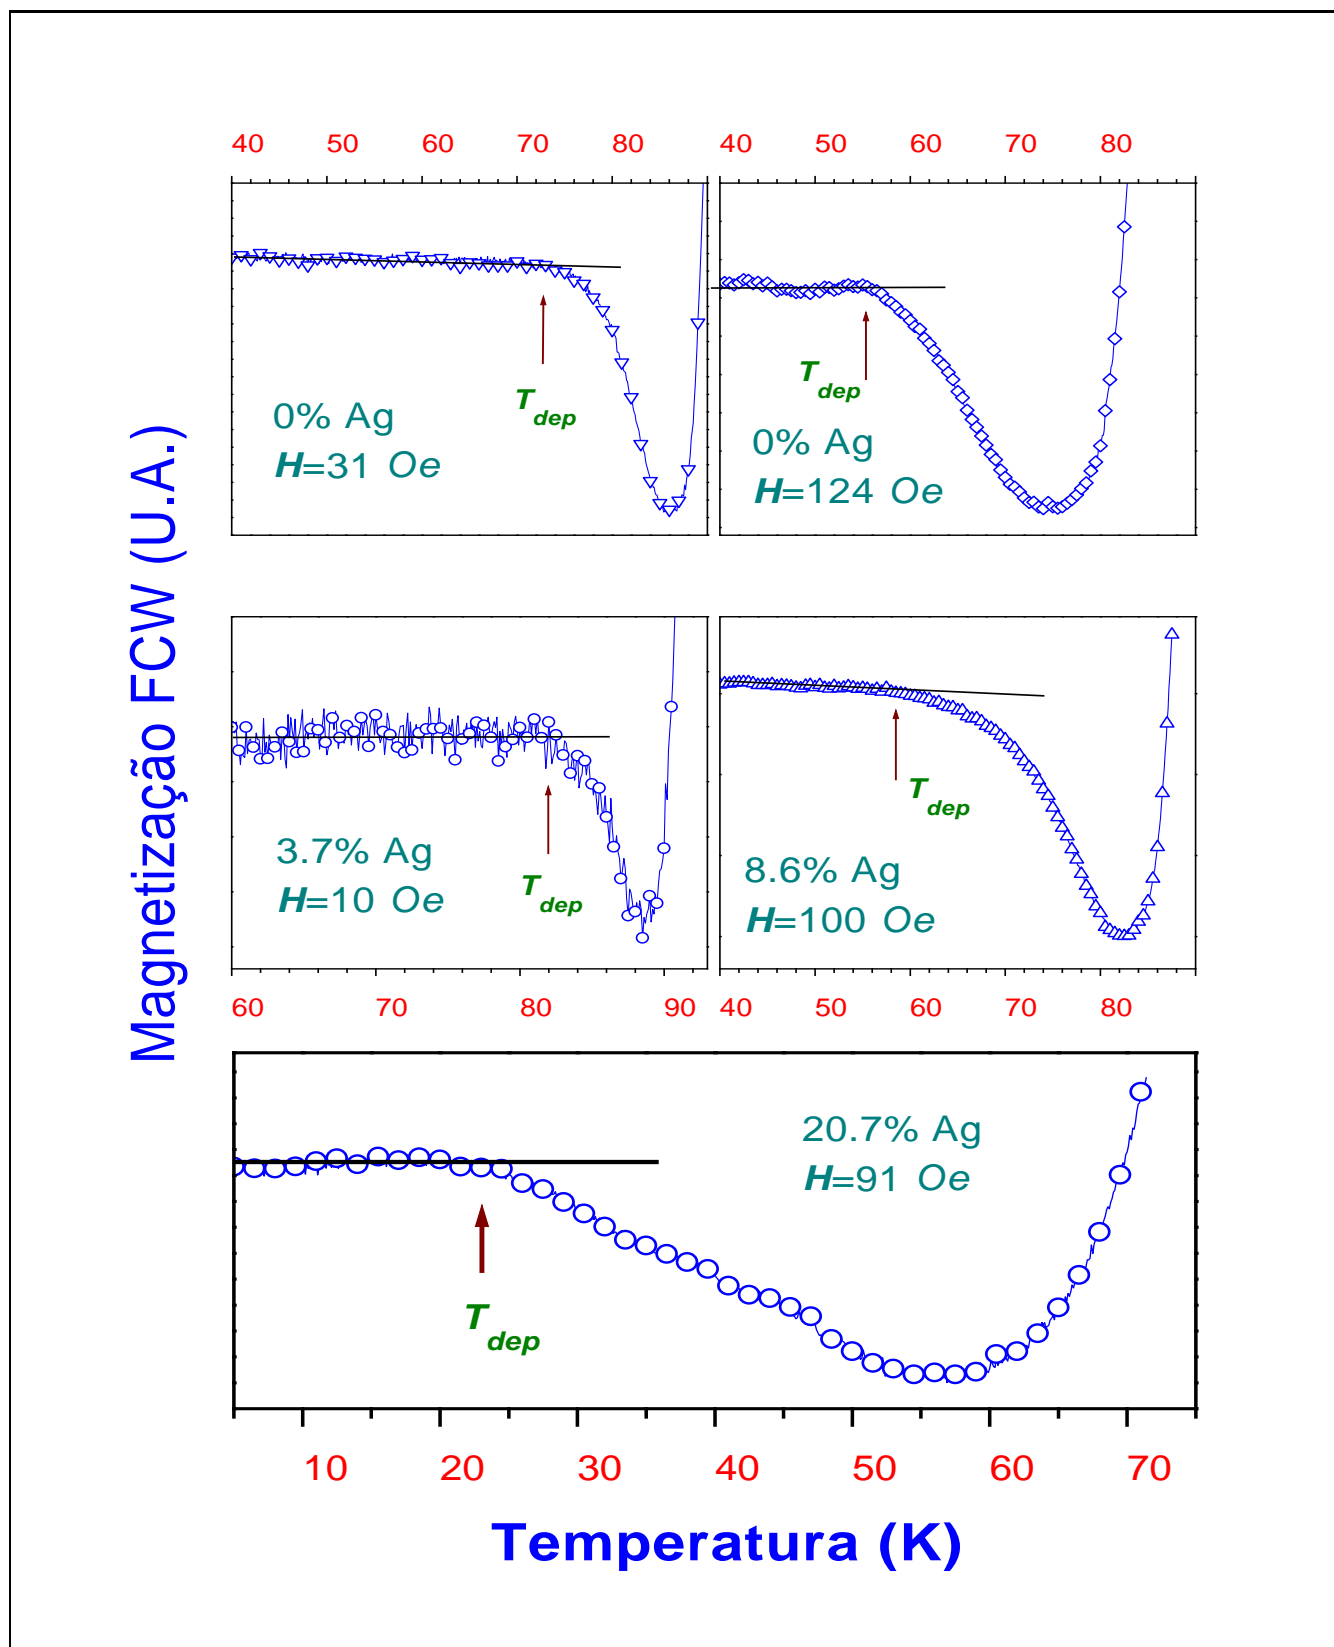 40 50 60 70 80
40 50 60 70 80
T dep
0% Ag
H=31 Oe
T dep
0% Ag
H=124 Oe
Magnetização FCW (U.A.)
3.7% Ag
H=10 Oe
T dep
T dep
8.6% Ag
H=100 Oe
60 70 80 90
40 50 60 70 80
20.7% Ag
H=91 Oe
T dep
10 20 30 40 50 60 70
Temperatura (K)